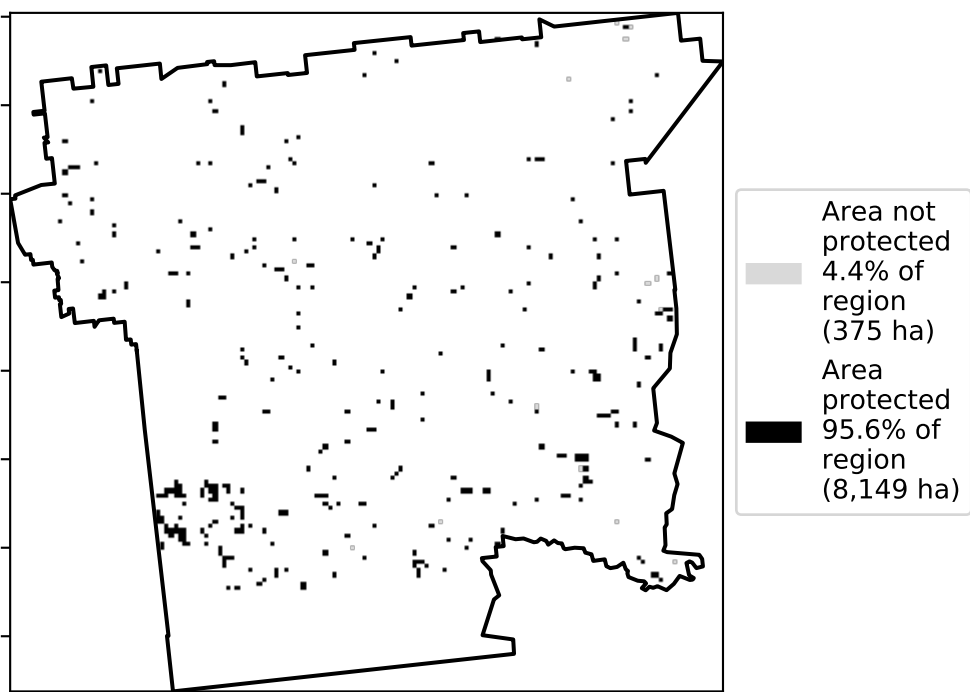 Area not
protected
4.4% of
region
(375 ha)
Area
protected
95.6% of
region
(8,149 ha)